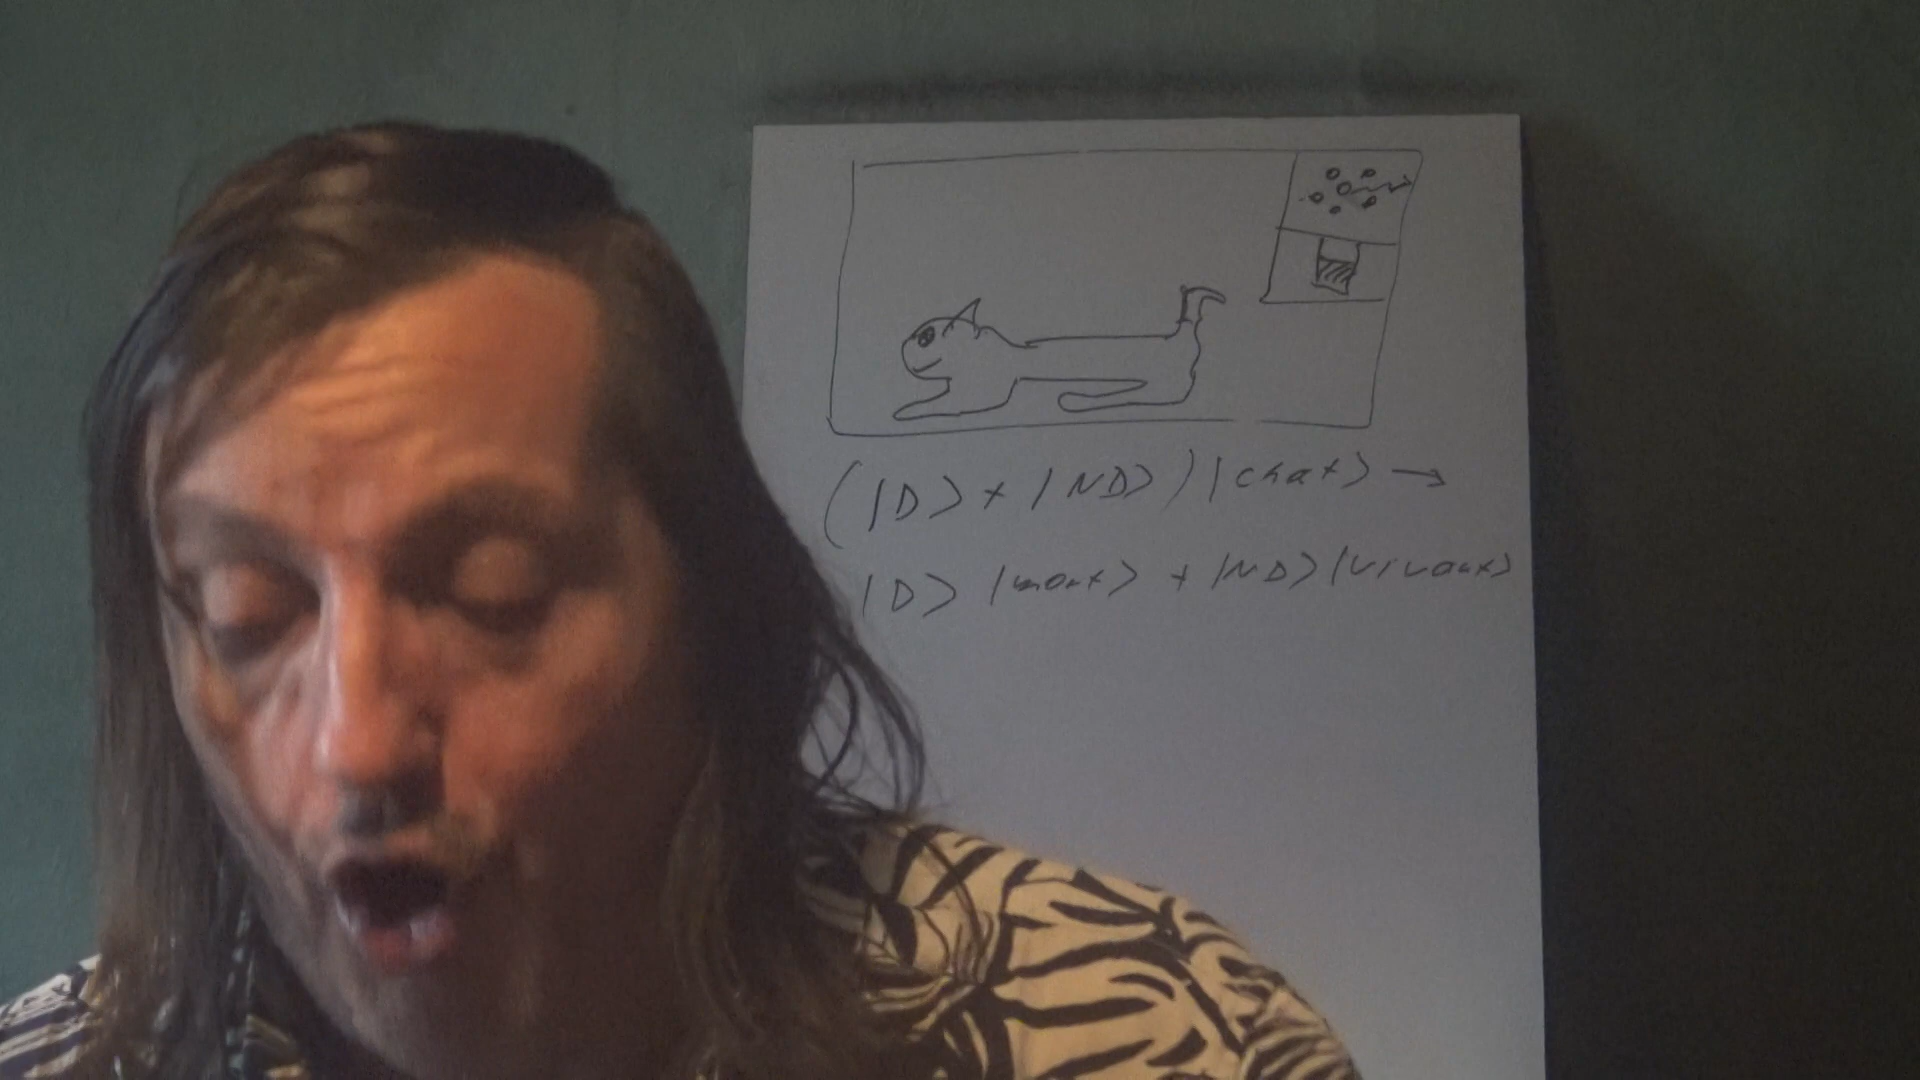 (|D> + |ND>) |chat> →
|D> |mort> + |ND> |vivant>